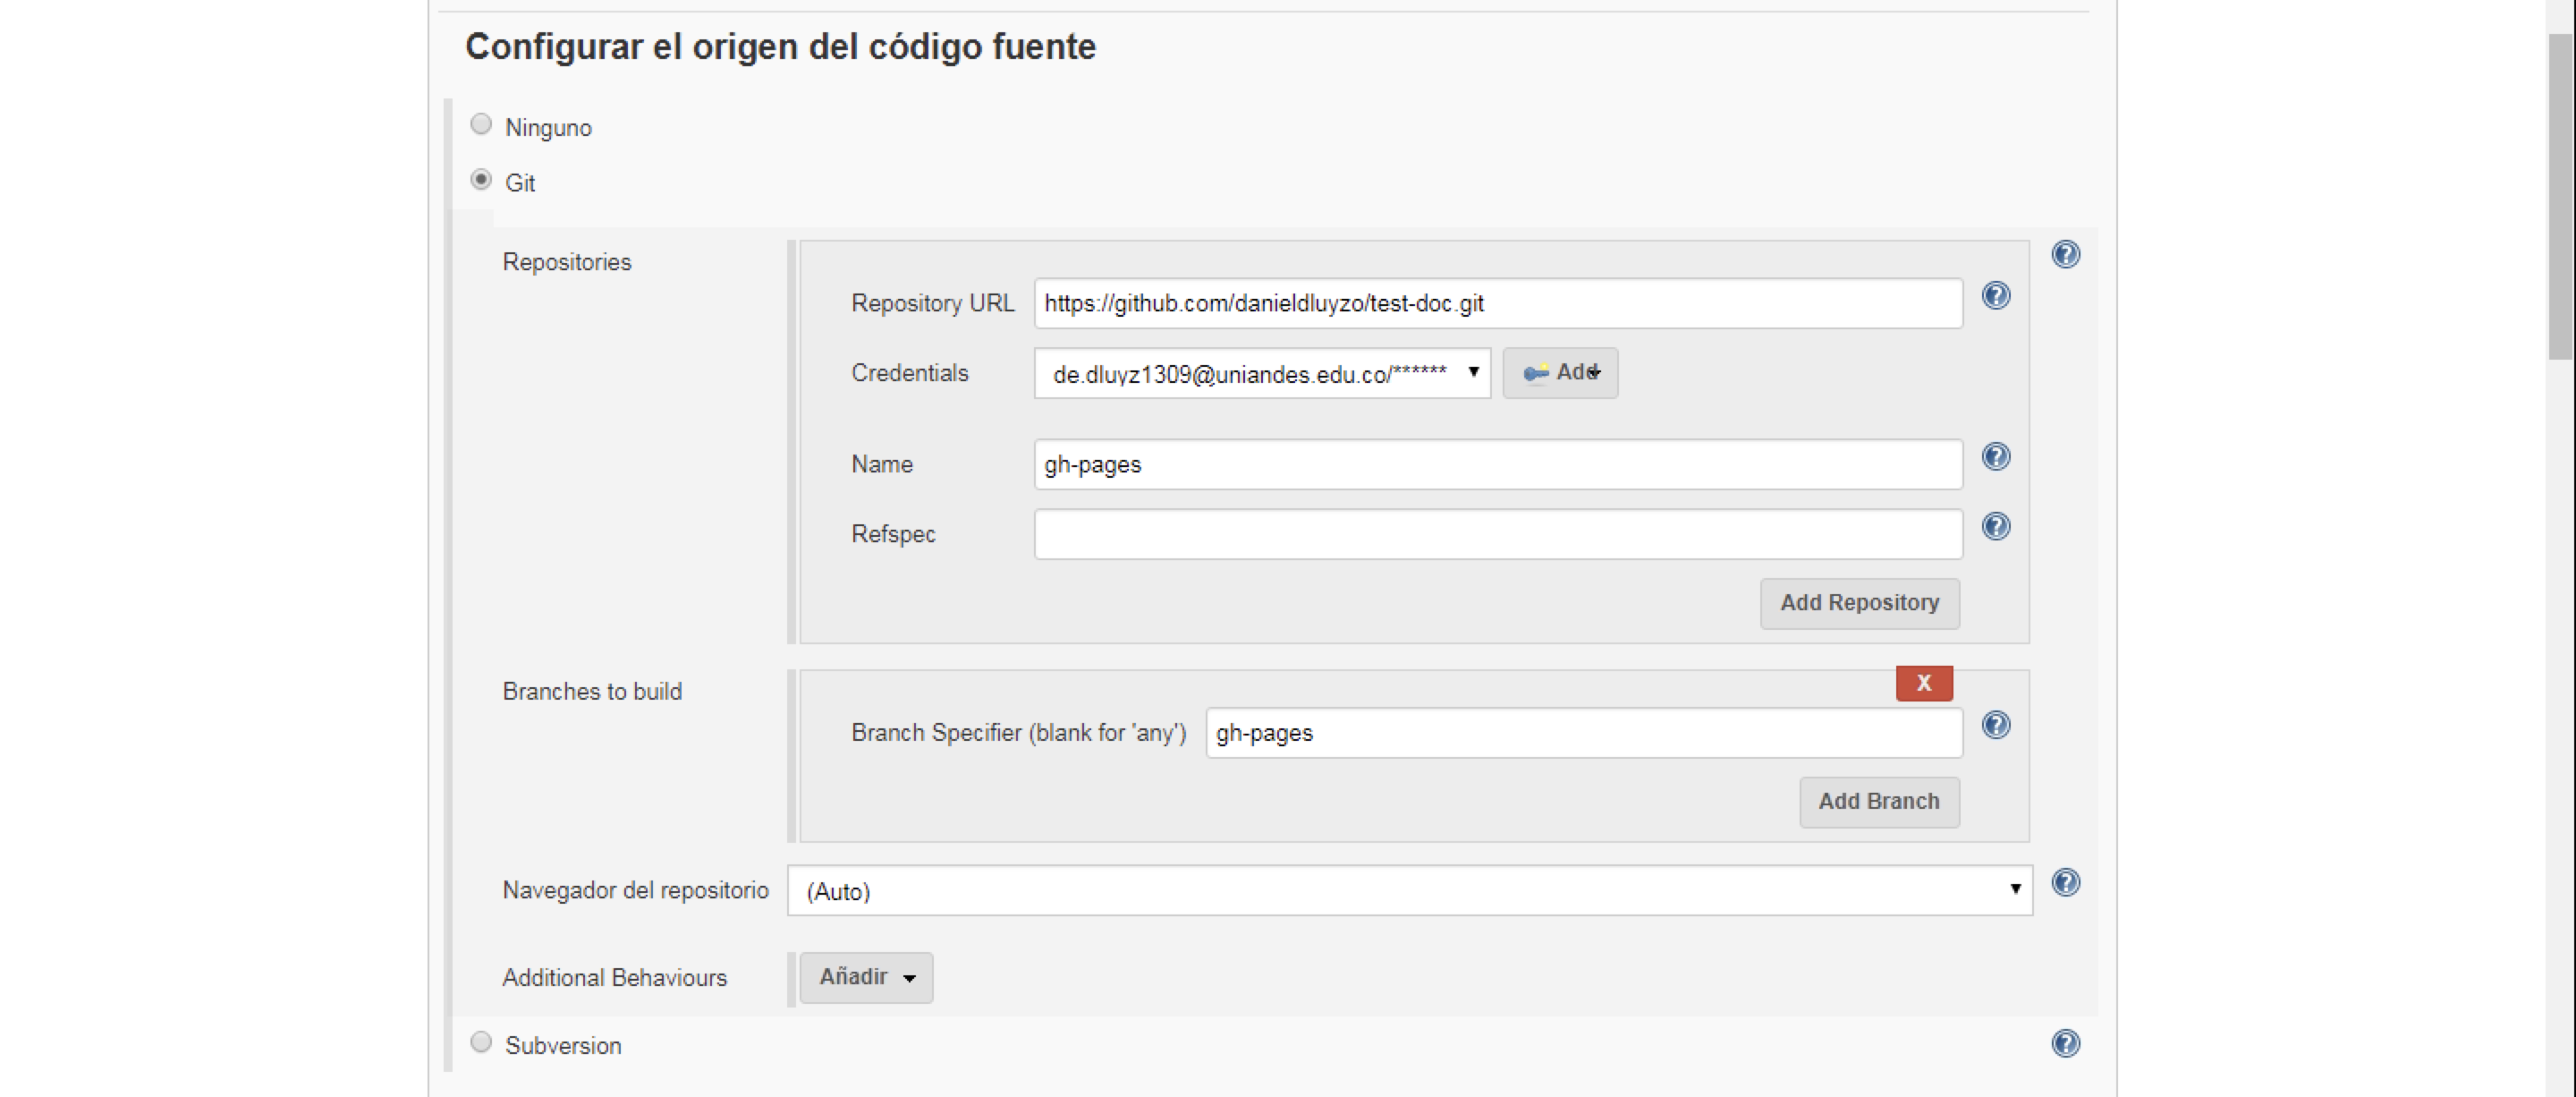 Configurar el origen del código fuente
Ninguno
Git
Repositories
Repository URL https://github.com/danieldluyzo/test-doc.git
Credentials de.dluyz1309@uniandes.edu.co/****** Add
Name gh-pages
Refspec
Add Repository
Branches to build
X
Branch Specifier (blank for 'any') gh-pages
Add Branch
Navegador del repositorio (Auto)
Additional Behaviours Añadir
Subversion